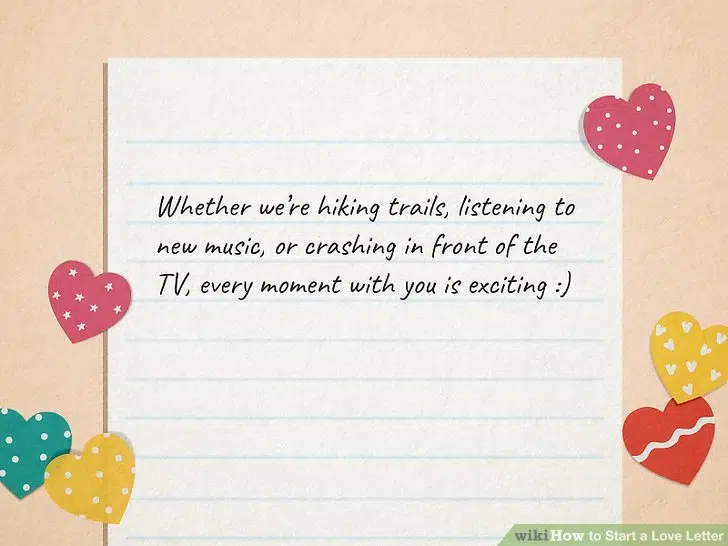 Whether we're hiking trails, listening to
new music, or crashing in front of the
TV, every moment with you is exciting :)
wikiHow to Start a Love Letter